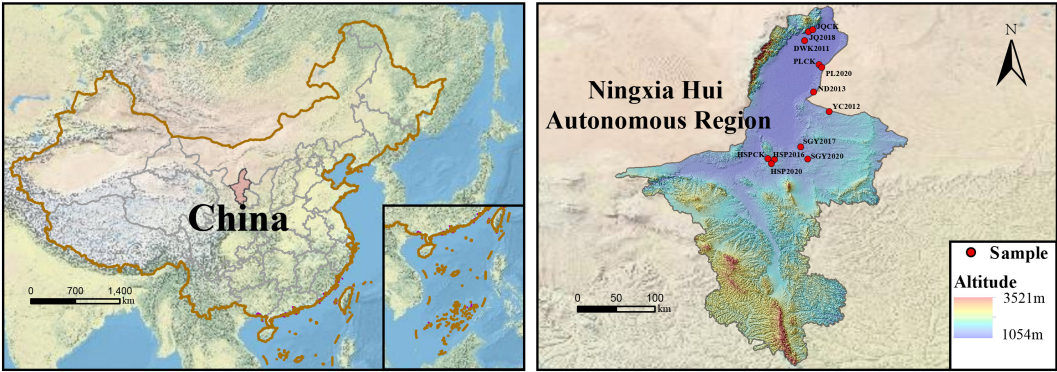 China
0 700 1,400
km
N
Ningxia Hui
Autonomous Region
JQCK
JQ2018
DWK2011
PLCK
PL2020
ND2013
YC2012
SGY2017
HSPCK HSP2016 SGY2020
HSP2020
0 50 100
km
Sample
Altitude
3521m
1054m